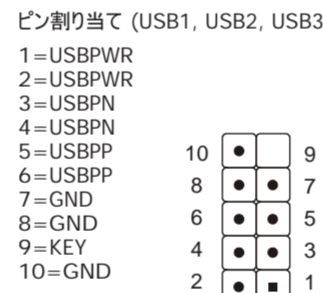 ピン割り当て (USB1, USB2, USB3
1=USBPWR
2=USBPWR
3=USBPN
4=USBPN
5=USBPP
6=USBPP
7=GND
8=GND
9=KEY
10=GND
10 9
8 7
6 5
4 3
2 1